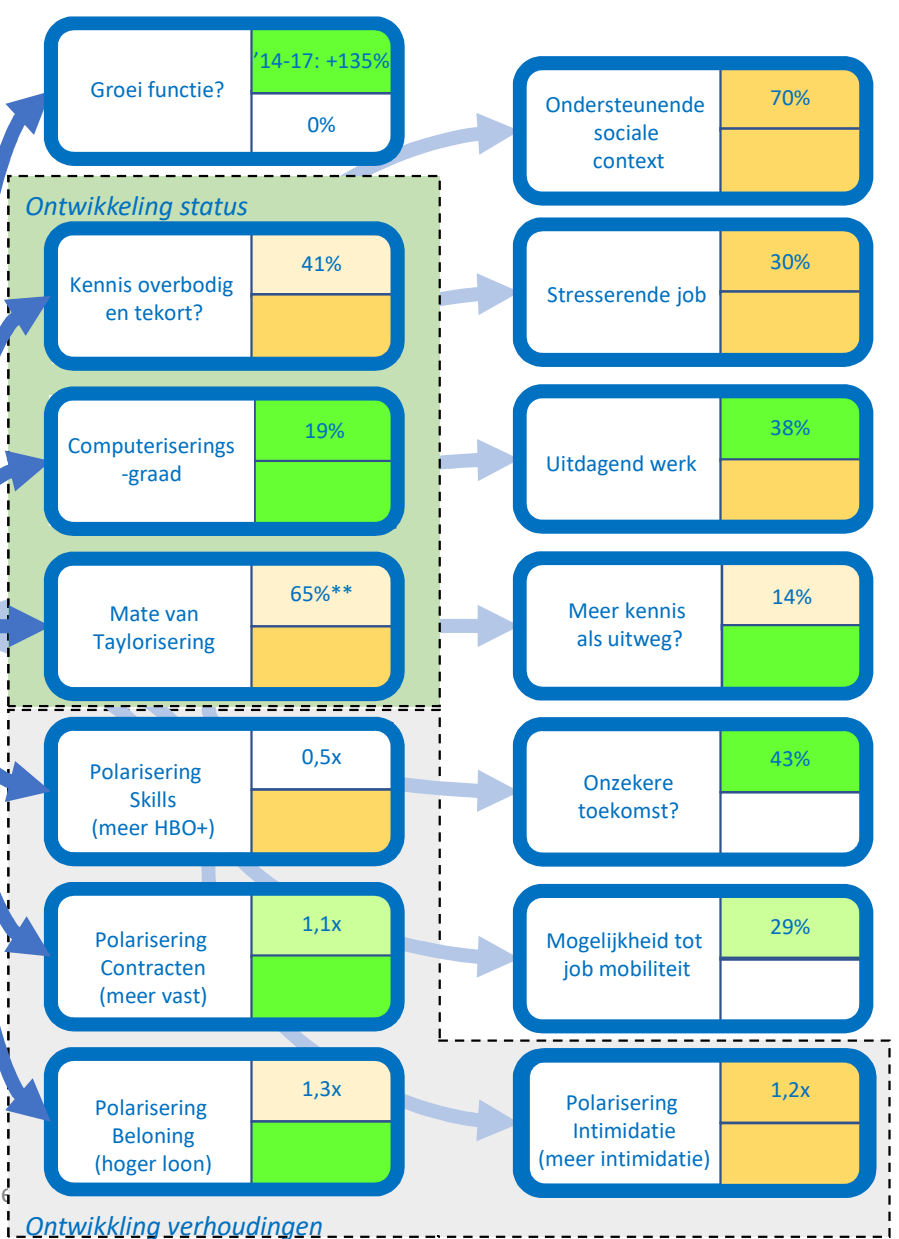 Groei functie?
'14-17: +135%
0%
Ontwikkeling status
Kennis overbodig
en tekort?
41%
Computiserings
-graad
19%
Mate van
Taylorisering
65%**
Polarisering
Skills
(meer HBO+)
0,5x
Polarisering
Contracten
(meer vast)
1,1x
Polarisering
Beloning
(hoger loon)
1,3x
Ontwikkling verhoudingen
Ondersteunende
sociale
context
70%
Stresserende job
30%
Uitdagend werk
38%
Meer kennis
als uitweg?
14%
Onzekere
toekomst?
43%
Mogelijkheid tot
job mobiliteit
29%
Polarisering
Intimidatie
(meer intimidatie)
1,2x